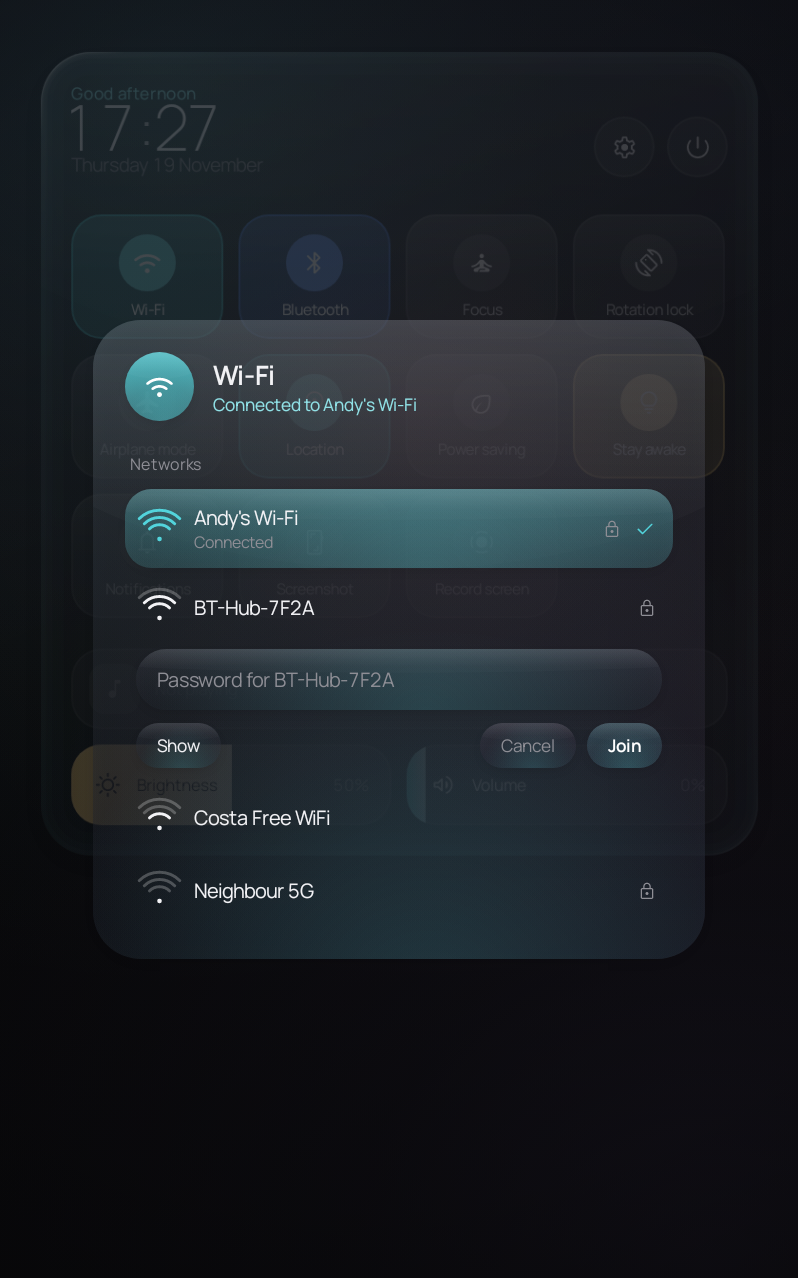 Good afternoon
17:27
Thursday 19 November
Wi-Fi
Bluetooth
Focus
Rotation lock
Wi-Fi
Connected to Andy's Wi-Fi
Airplane mode
Location
Power saving
Stay awake
Networks
Andy's Wi-Fi
Connected
Notifications
Screenshot
Record screen
BT-Hub-7F2A
Password for BT-Hub-7F2A
Show
Cancel
Join
Brightness
50%
Volume
0%
Costa Free WiFi
Neighbour 5G